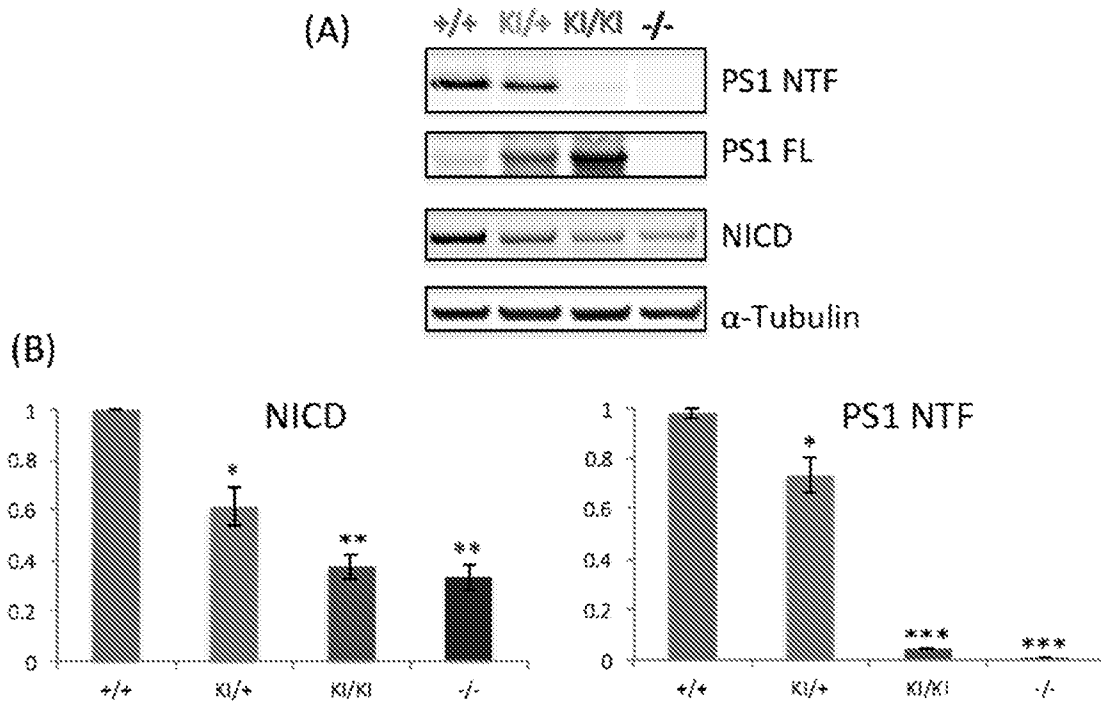 (A)
+/+ KI/+ KI/KI -/-
PS1 NTF
PS1 FL
NICD
α-Tubulin
(B)
NICD
1
0.8
0.6
0.4
0.2
0
*
**
**
+/+ KI/+ KI/KI -/-
PS1 NTF
1
0.8
0.6
0.4
0.2
0
*
***
***
+/+ KI/+ KI/KI -/-